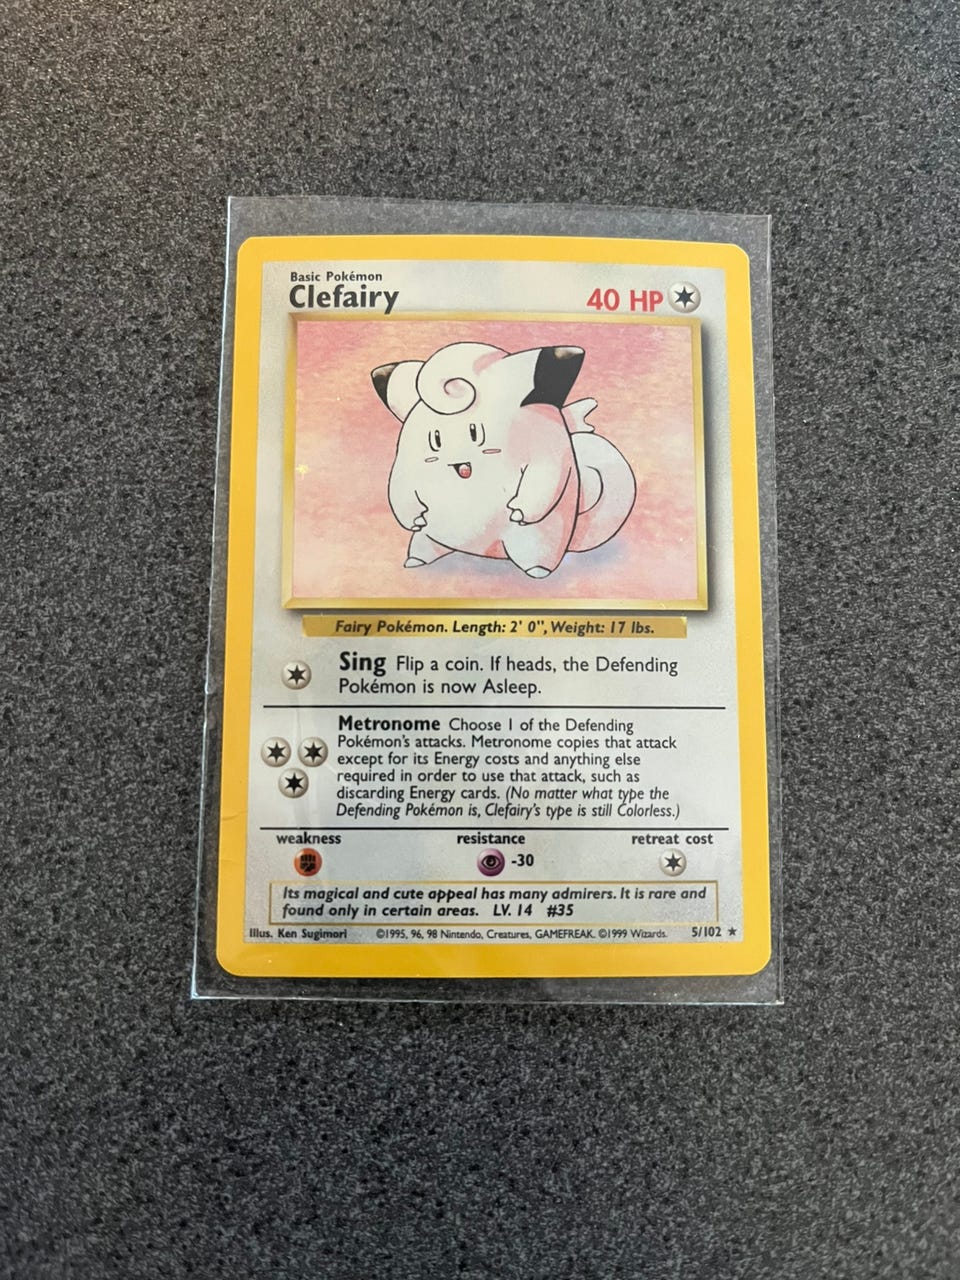 Basic Pokémon
Clefairy
40 HP
Fairy Pokémon. Length: 2' 0", Weight: 17 lbs.
Sing Flip a coin. If heads, the Defending
Pokémon is now Asleep.
Metronome Choose 1 of the Defending
Pokémon's attacks. Metronome copies that attack
except for its Energy costs and anything else
required in order to use that attack, such as
discarding Energy cards. (No matter what type the
Defending Pokémon is, Clefairy's type is still Colorless.)
weakness resistance retreat cost
-30
Its magical and cute appeal has many admirers. It is rare and
found only in certain areas. LV. 14 #35
Illus. Ken Sugimori ©1995, 96, 98 Nintendo, Creatures, GAMEFREAK. ©1999 Wizards. 5/102 ★